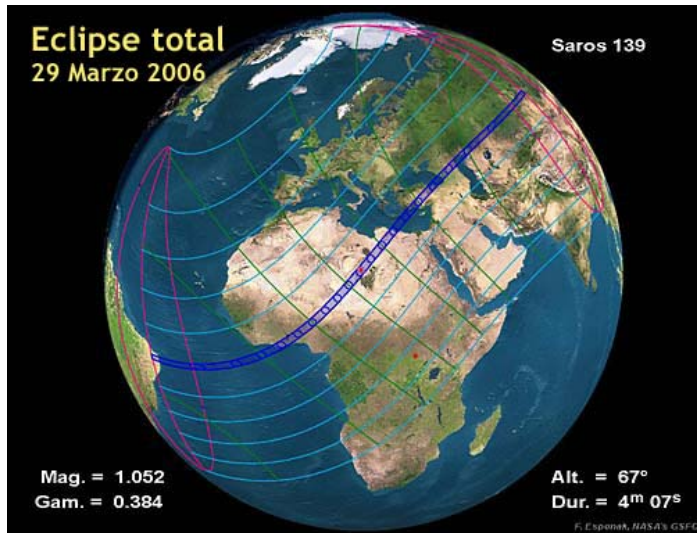 Eclipse total
29 Marzo 2006
Saros 139
Mag. = 1.052
Gam. = 0.384
Alt. = 67°
Dur. = 4ᵐ 07ˢ
F. Espenak, NASA's GSFC